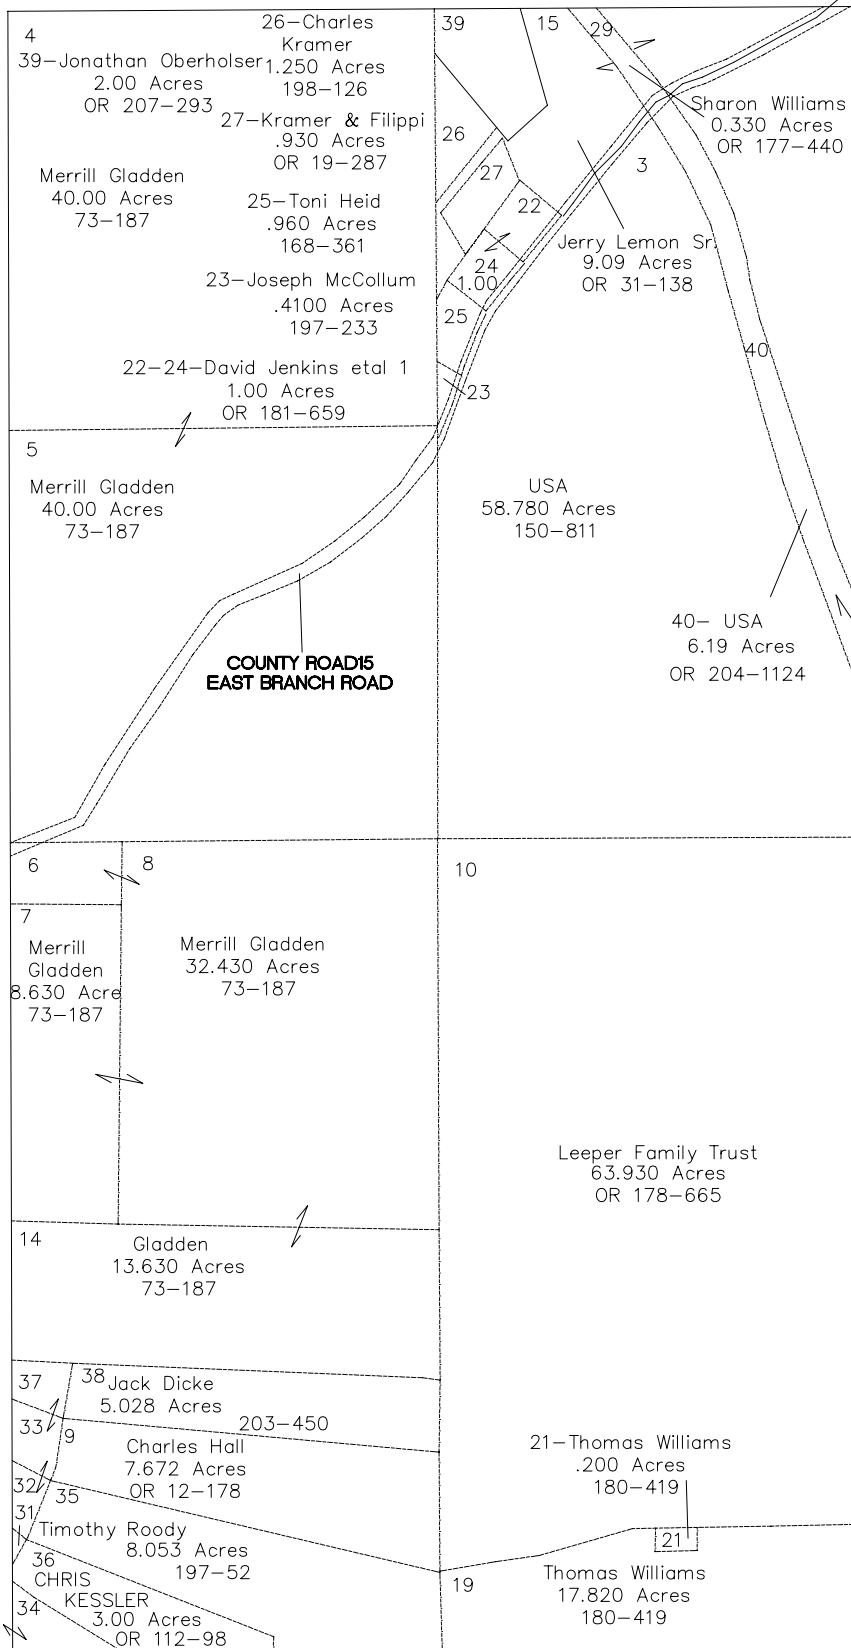 4
39-Jonathan Oberholser
2.00 Acres
OR 207-293
26-Charles
Kramer
1.250 Acres
198-126
27-Kramer & Filippi
.930 Acres
OR 19-287
Merrill Gladden
40.00 Acres
73-187
25-Toni Heid
.960 Acres
168-361
23-Joseph McCollum
.4100 Acres
197-233
22-24-David Jenkins etal 1
1.00 Acres
OR 181-659
39
15
29
26
27
22
24
1.00
25
23
3
40
Sharon Williams
0.330 Acres
OR 177-440
Jerry Lemon Sr.
9.09 Acres
OR 31-138
5
Merrill Gladden
40.00 Acres
73-187
USA
58.780 Acres
150-811
40- USA
6.19 Acres
OR 204-1124
COUNTY ROAD15
EAST BRANCH ROAD
6
8
10
7
Merrill
Gladden
8.630 Acre
73-187
Merrill Gladden
32.430 Acres
73-187
Leeper Family Trust
63.930 Acres
OR 178-665
14
Gladden
13.630 Acres
73-187
37
38
Jack Dicke
5.028 Acres
203-450
33
9
Charles Hall
7.672 Acres
OR 12-178
32
35
31
Timothy Roody
8.053 Acres
197-52
36
CHRIS
KESSLER
3.00 Acres
OR 112-98
34
21-Thomas Williams
.200 Acres
180-419
21
19
Thomas Williams
17.820 Acres
180-419